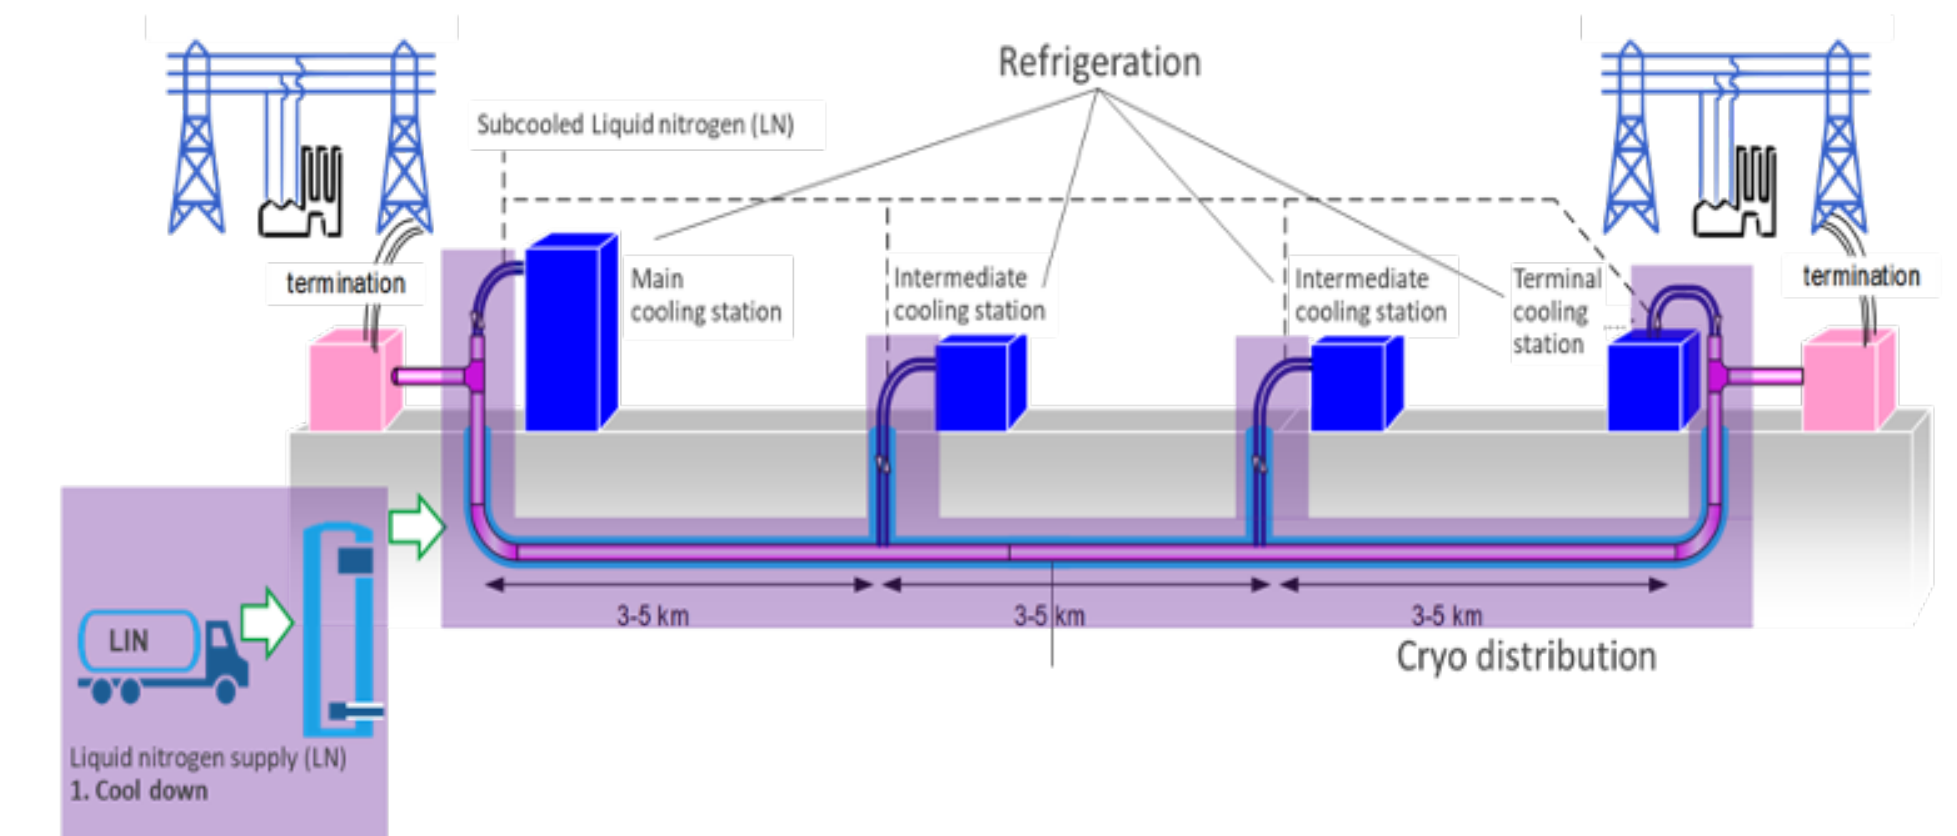 Refrigeration
Subcooled Liquid nitrogen (LN)
termination
Main
cooling station
Intermediate
cooling station
Intermediate
cooling station
Terminal
cooling
station
termination
3-5 km
3-5 km
3-5 km
Cryo distribution
LIN
Liquid nitrogen supply (LN)
1. Cool down